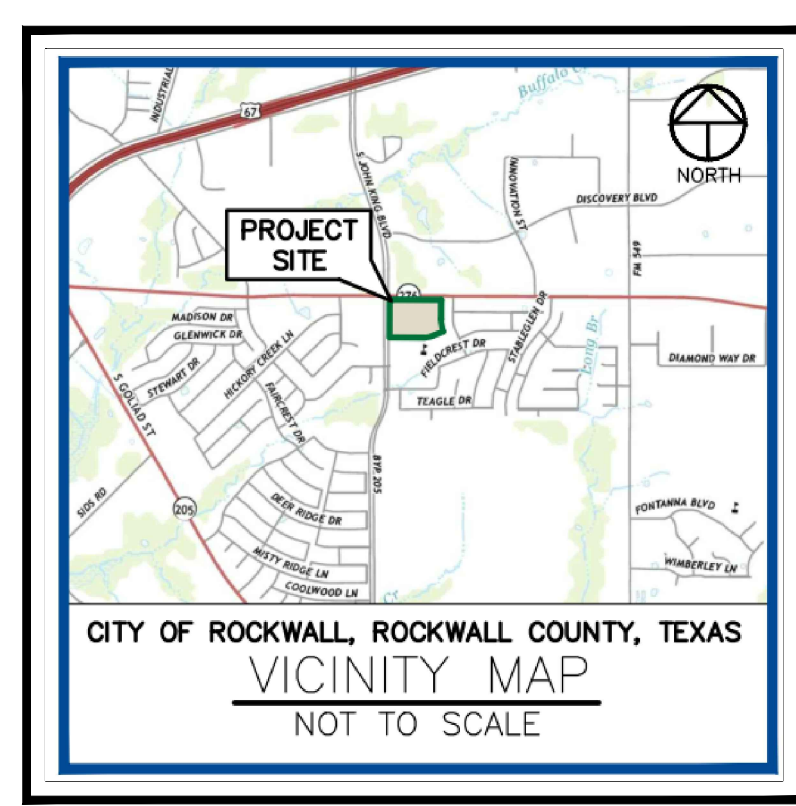 INDUSTRIAL
Buffalo
67
NORTH
S JOHN KING BLVD
INNOVATION ST
DISCOVERY BLVD
PROJECT
SITE
FM 549
276
MADISON DR
GLENWICK DR
HICKORY CREEK LN
STABLEGLEN DR
FIELDCREST DR
Long Br
DIAMOND WAY DR
STEWART DR
S GOLIAD ST
FAIRCREST DR
TEAGLE DR
BYP 205
SIDS RD
205
DEER RIDGE DR
FONTANNA BLVD
MISTY RIDGE LN
WIMBERLEY LN
COOLWOOD LN
Cr
CITY OF ROCKWALL, ROCKWALL COUNTY, TEXAS
VICINITY MAP
NOT TO SCALE